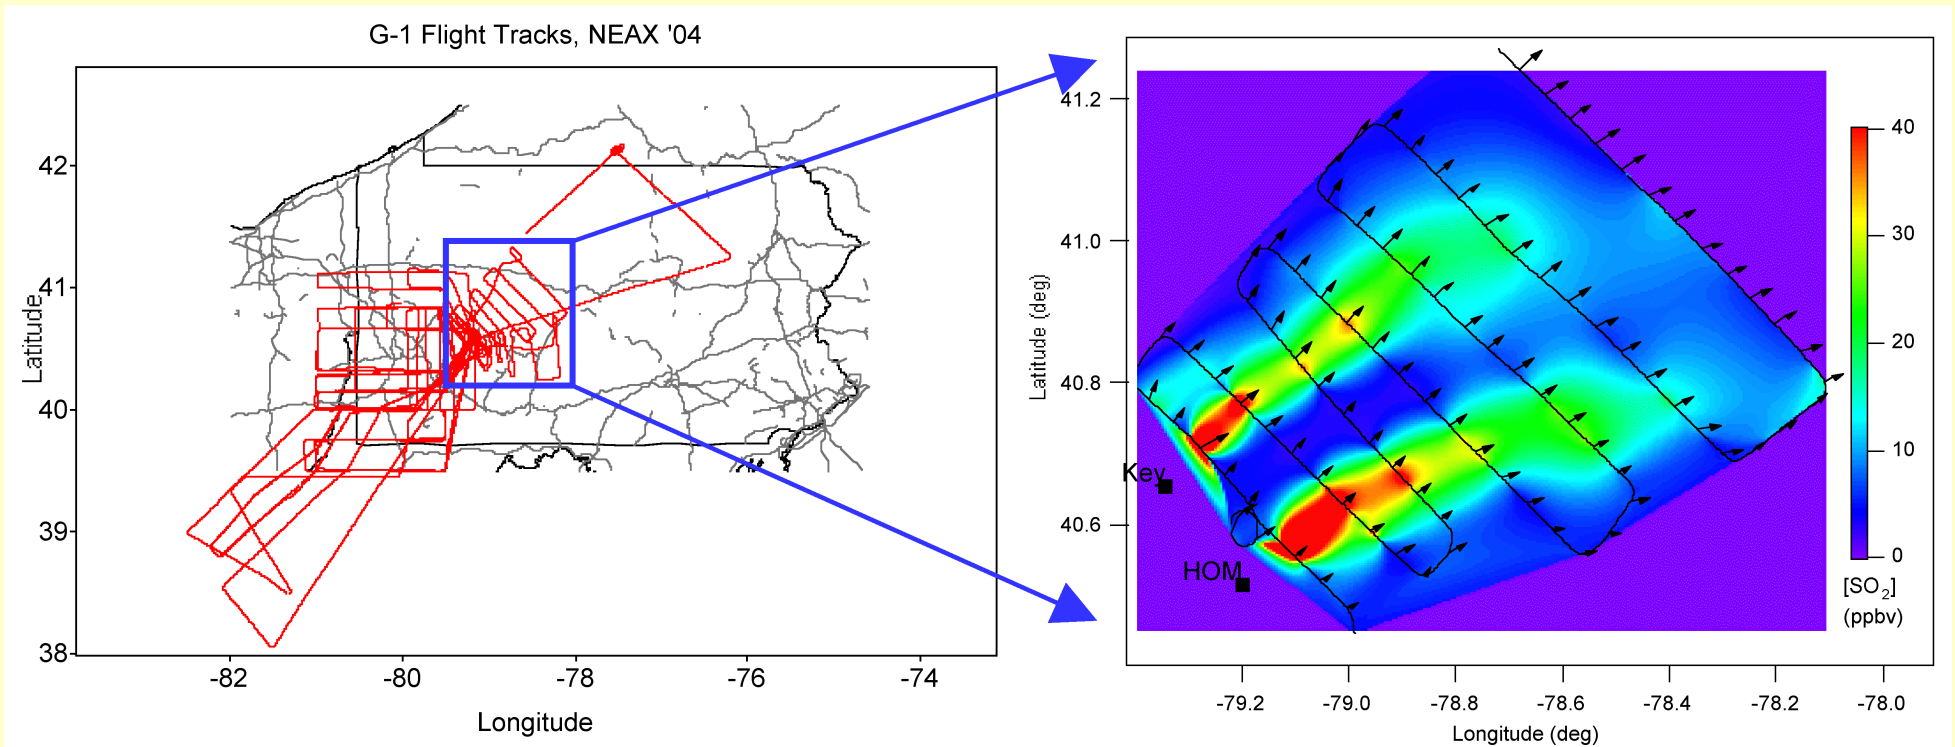 G-1 Flight Tracks, NEAX '04
42
41
40
39
38
Latitude
-82
-80
-78
-76
-74
Longitude
41.2
41.0
40.8
40.6
Latitude (deg)
Key
HOM
-79.2
-79.0
-78.8
-78.6
-78.4
-78.2
-78.0
Longitude (deg)
40
30
20
10
0
[SO2]
(ppbv)